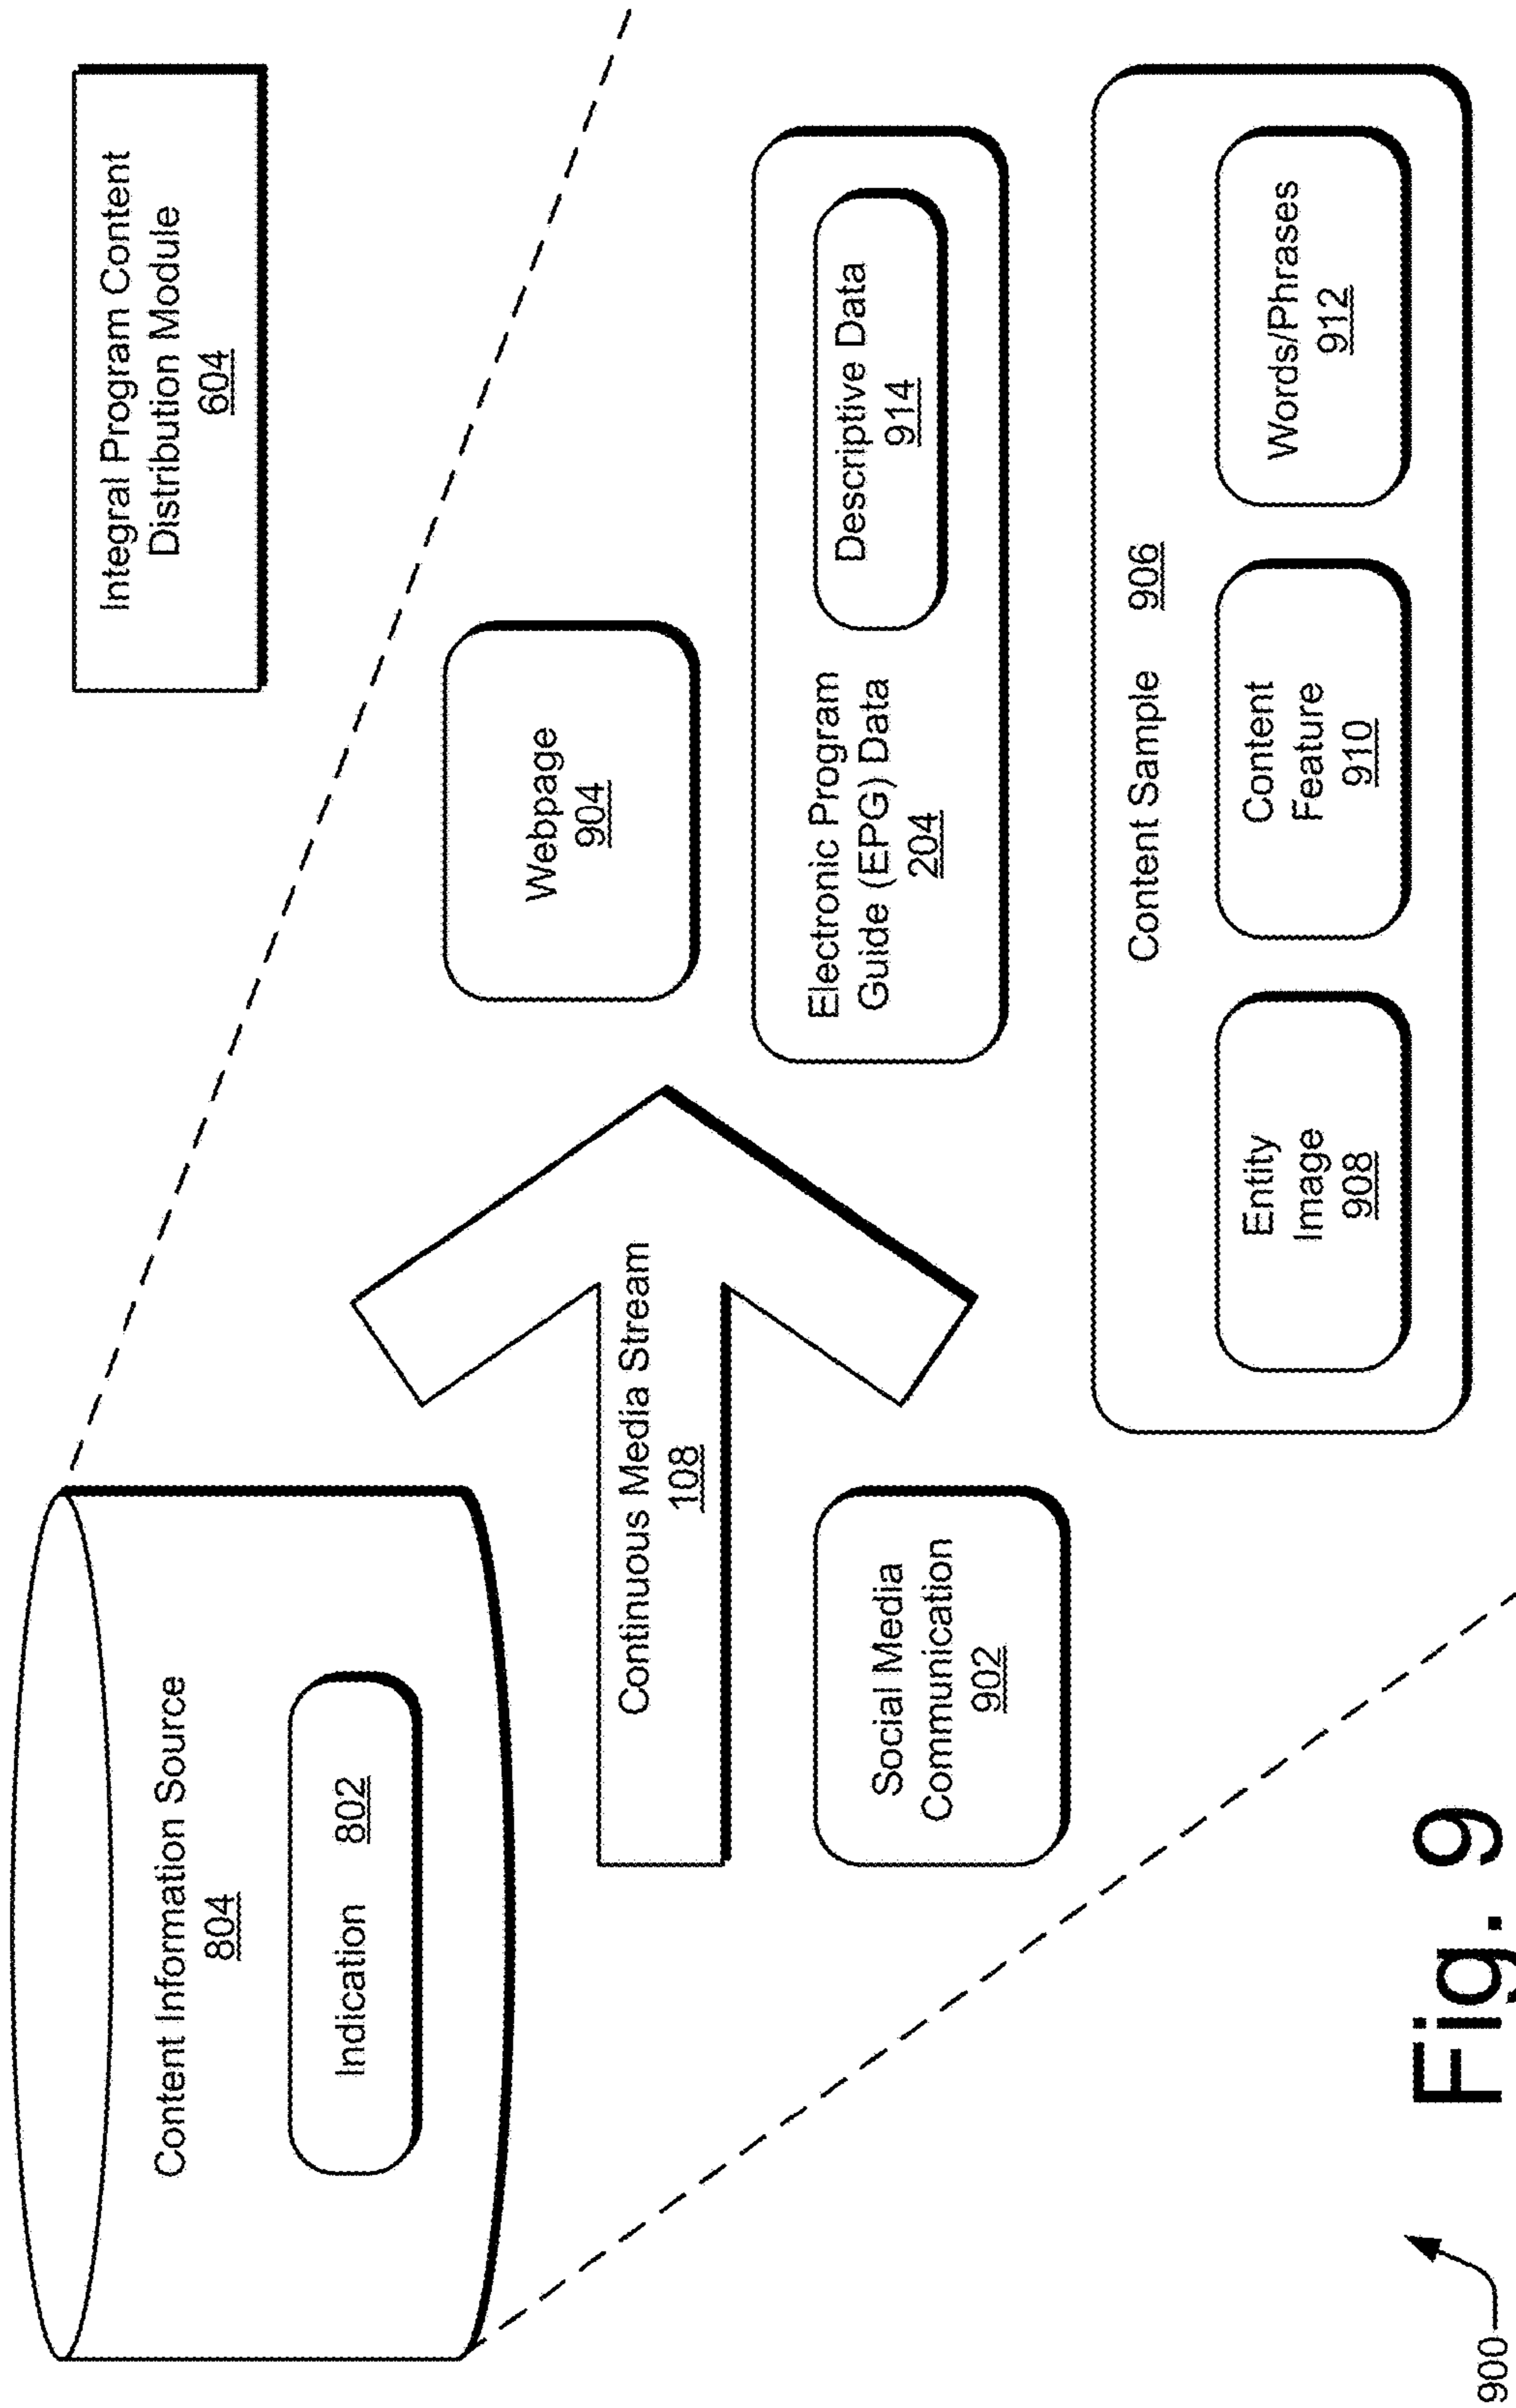 Content Information Source
804
Indication 802
Integral Program Content
Distribution Module
604
Continuous Media Stream
108
Webpage
904
Social Media
Communication
902
Electronic Program
Guide (EPG) Data
204
Descriptive Data
914
Content Sample 906
Entity
Image
908
Content
Feature
910
Words/Phrases
912
900
Fig. 9